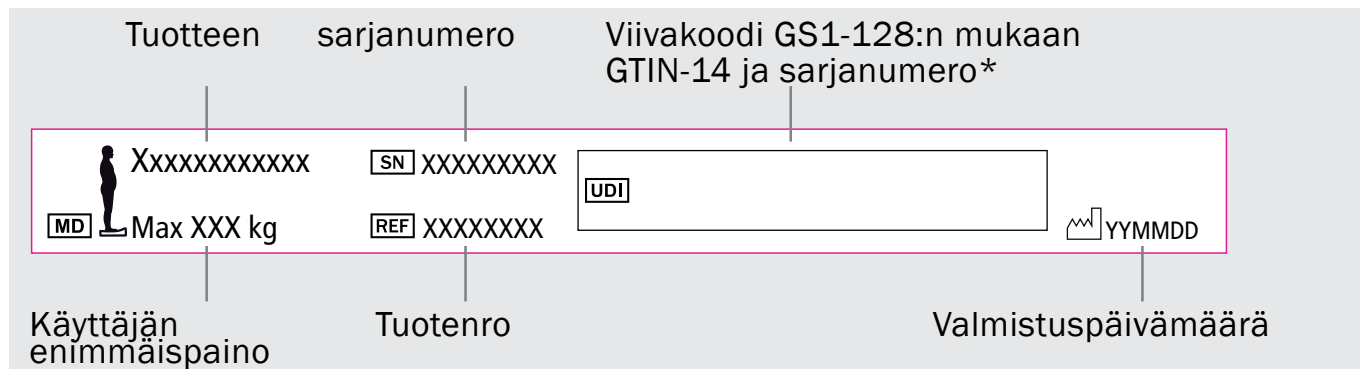 Tuotteen sarjanumero Viivakoodi GS1-128:n mukaan
GTIN-14 ja sarjanumero*
Xxxxxxxxxxxx SN XXXXXXXXX
UDI
MD Max XXX kg REF XXXXXXXX YYMMDD
Käyttäjän Tuotenro Valmistuspäivämäärä
enimmäispaino